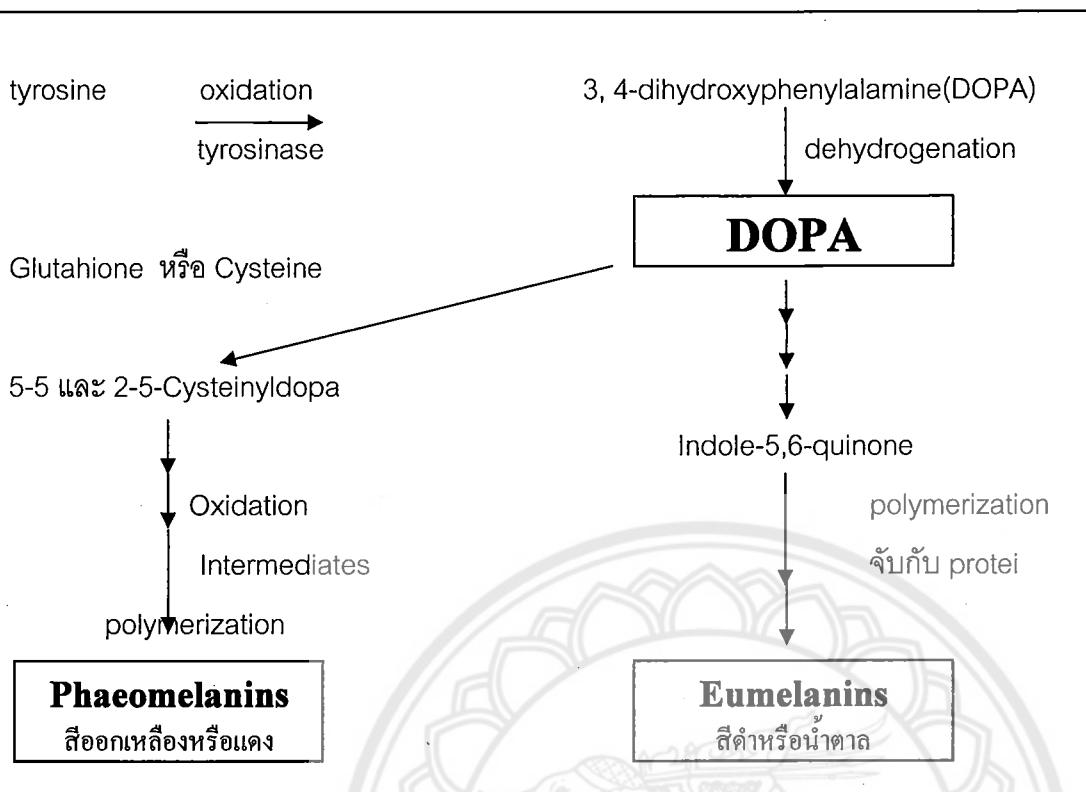 tyrosine oxidation 3, 4-dihydroxyphenylalamine(DOPA)
tyrosinase dehydrogenation
DOPA
Glutahione หรือ Cysteine
5-5 และ 2-5-Cysteinyldopa
Indole-5,6-quinone
Oxidation polymerization
Intermediates จับกับ protei
polymerization
Phaeomelanins Eumelanins
สีออกเหลืองหรือแดง สีดำหรือน้ำตาล